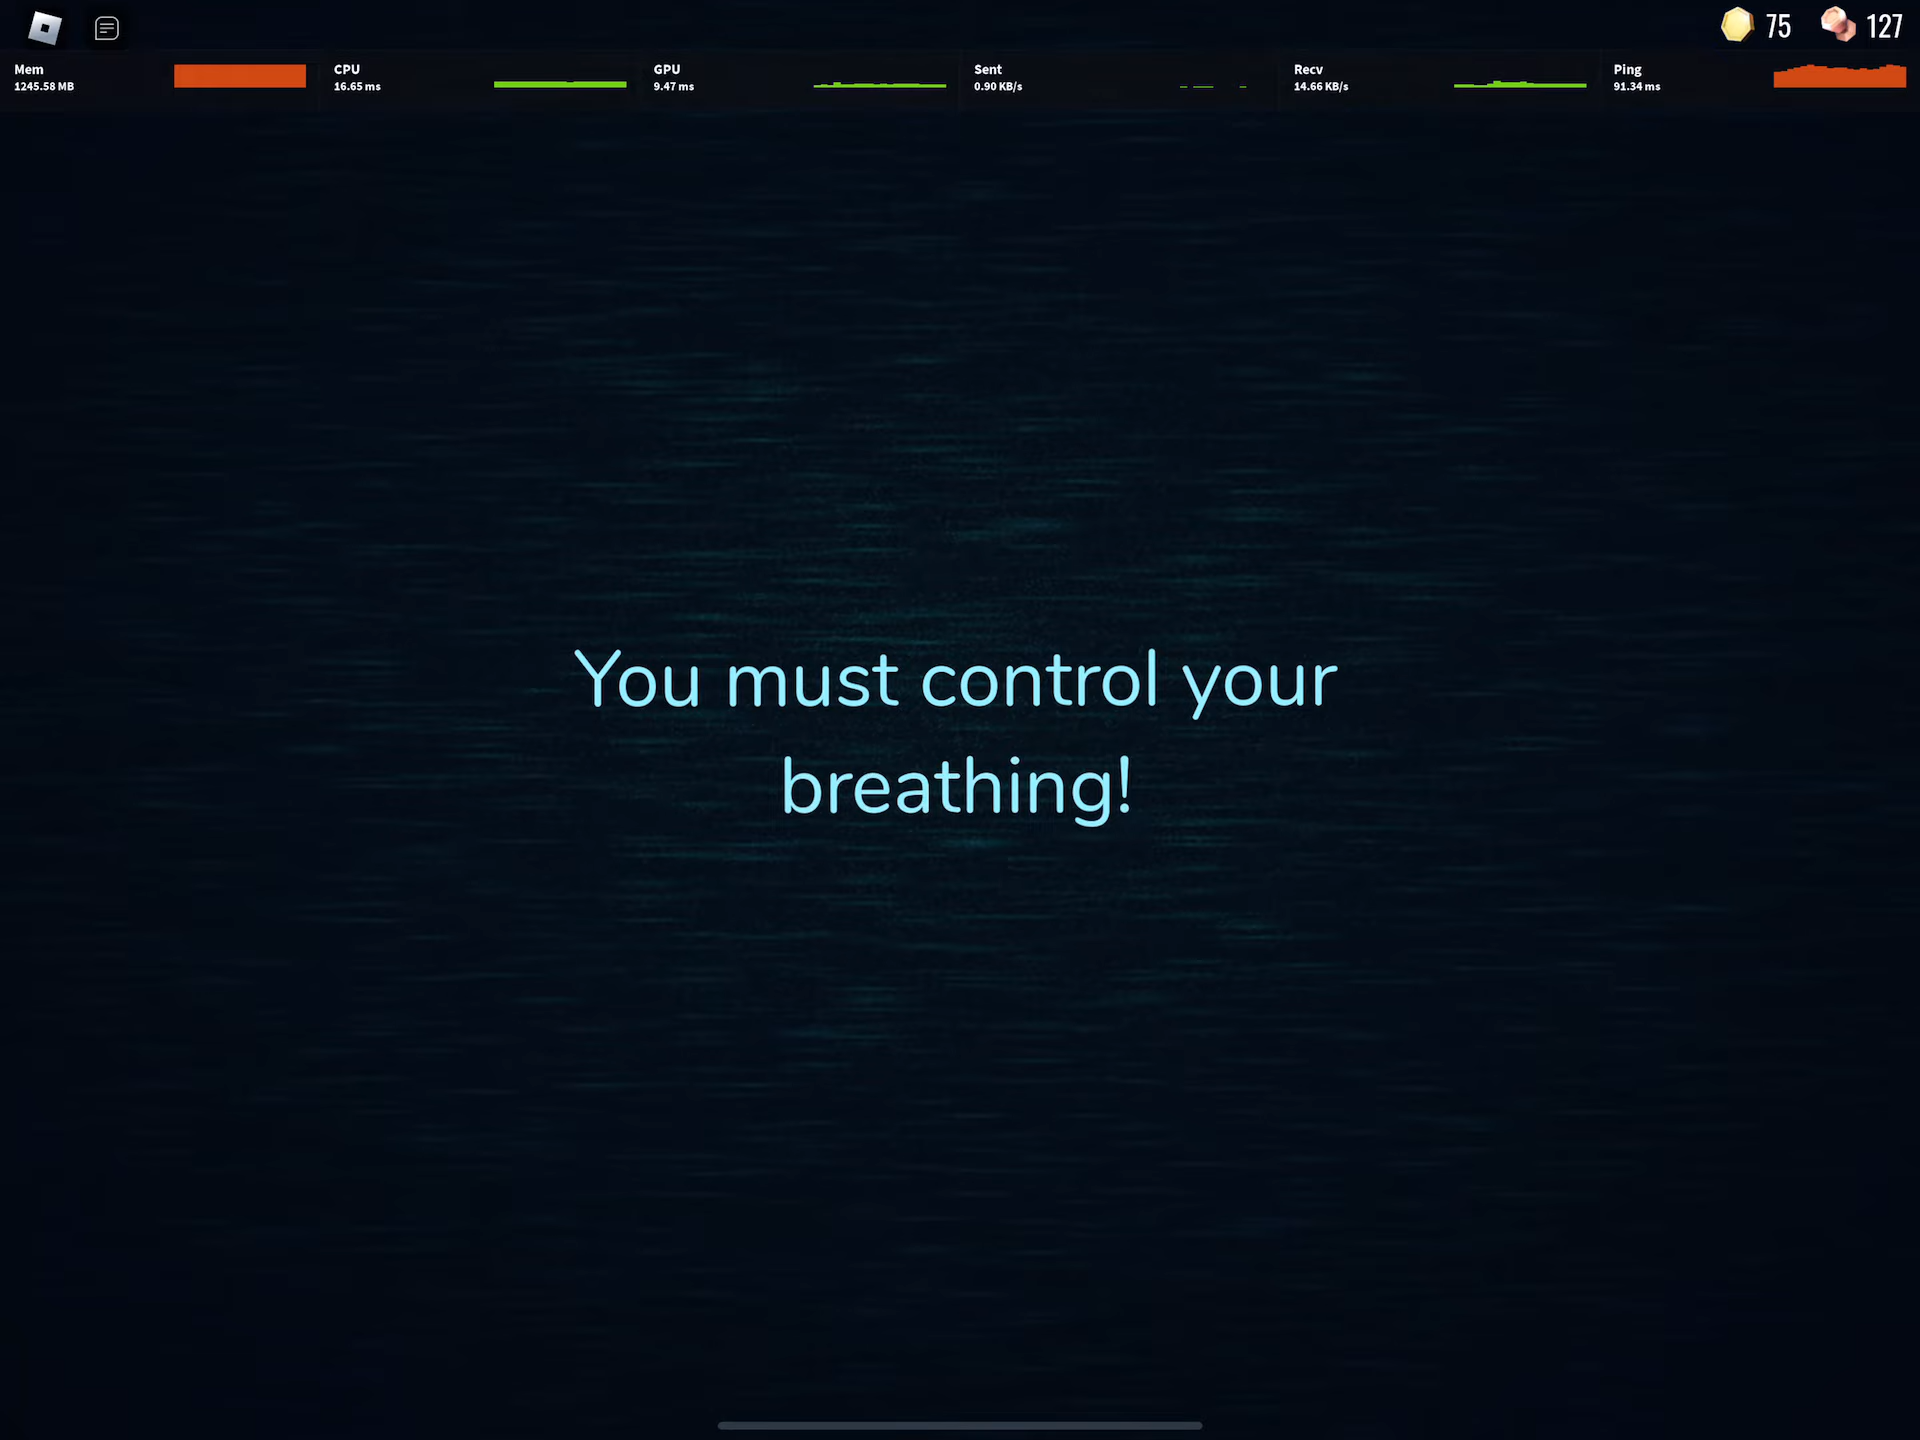 75 127
Mem CPU GPU Sent Recv Ping
1245.58 MB 16.65 ms 9.47 ms 0.90 KB/s 14.66 KB/s 91.34 ms
You must control your
breathing!